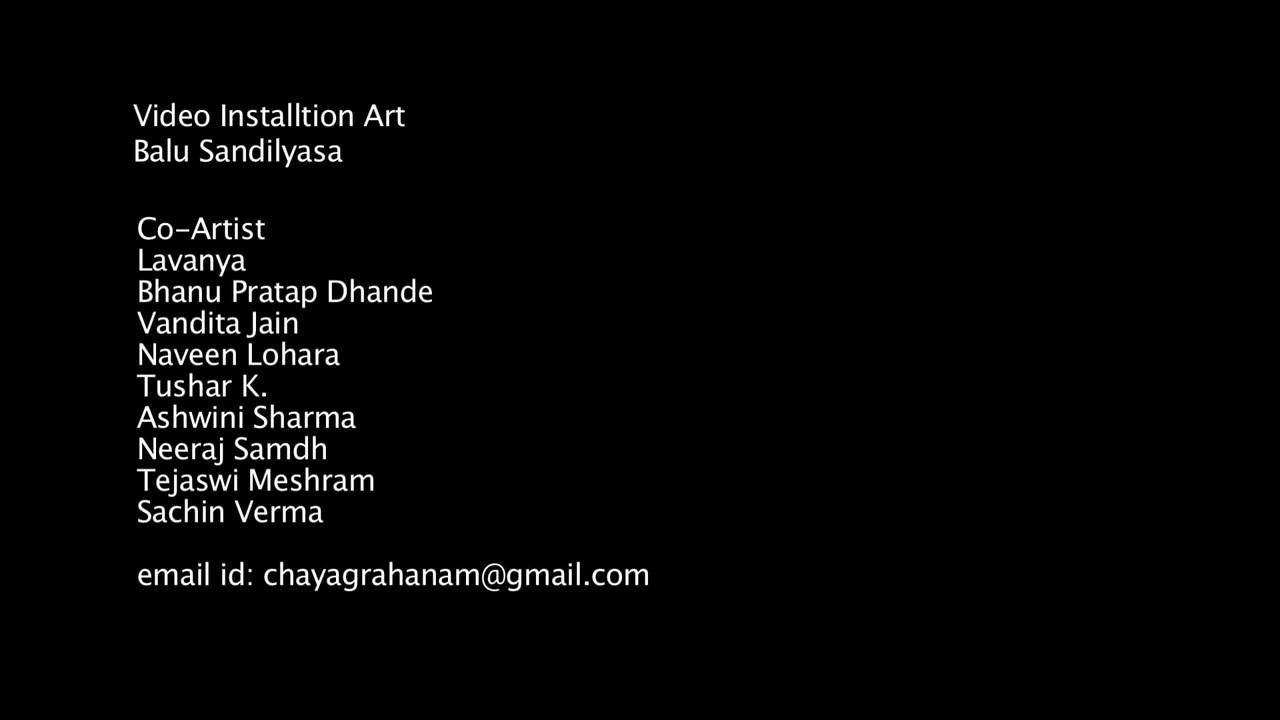 Video Installtion Art
Balu Sandilyasa
Co-Artist
Lavanya
Bhanu Pratap Dhande
Vandita Jain
Naveen Lohara
Tushar K.
Ashwini Sharma
Neeraj Samdh
Tejaswi Meshram
Sachin Verma
email id: chayagrahanam@gmail.com